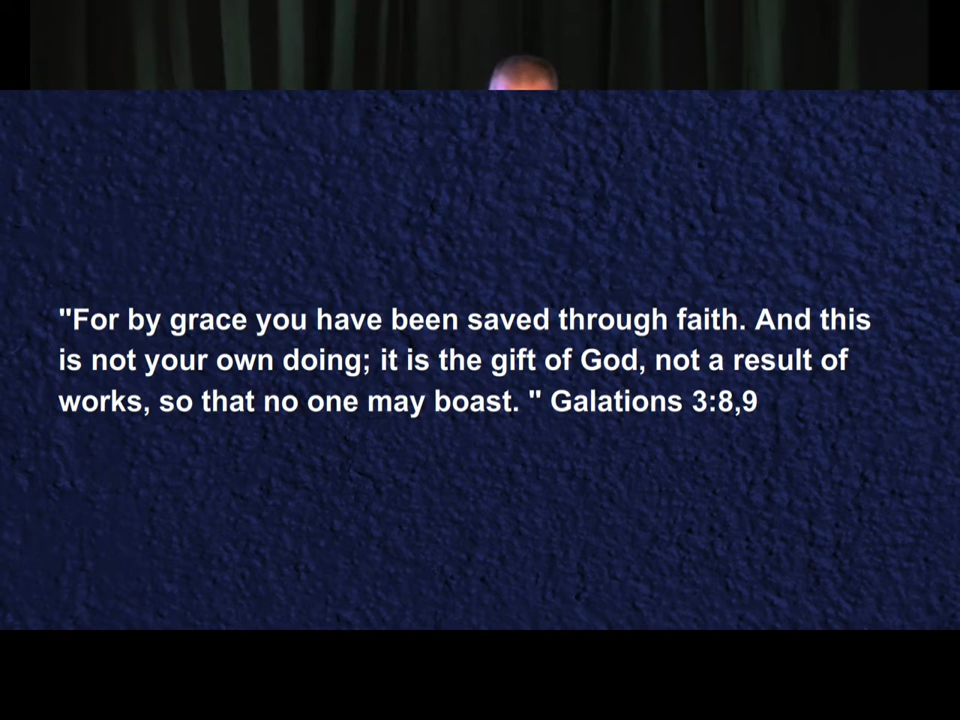 "For by grace you have been saved through faith. And this
is not your own doing; it is the gift of God, not a result of
works, so that no one may boast. " Galations 3:8,9